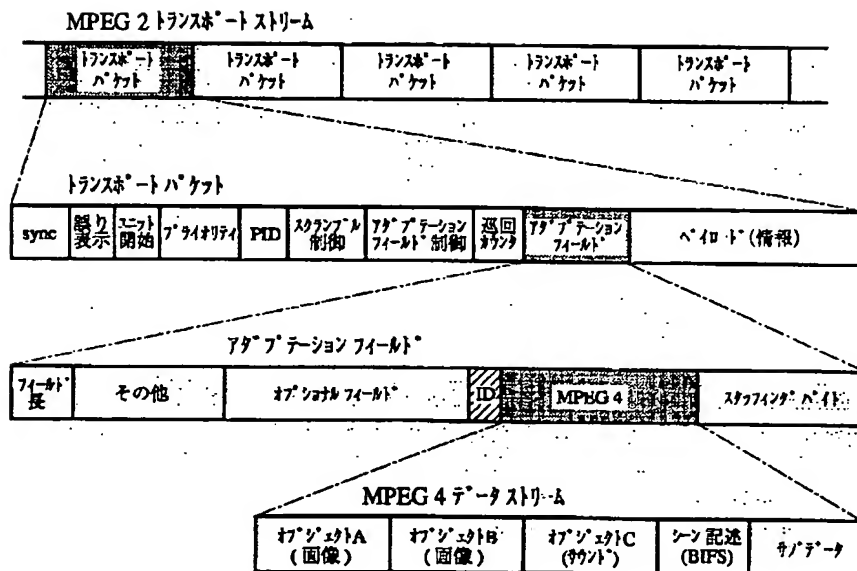 MPEG 2 トランスポート ストリーム
トランスポート パケット
トランスポート パケット
トランスポート パケット
トランスポート パケット
トランスポート パケット
トランスポート パケット
sync
誤り表示
ユニット開始
プライオリティ
PID
スクランブル制御
アダプテーションフィールド制御
巡回カウンタ
アダプテーションフィールド
ペイロード(情報)
アダプテーション フィールド
フィールド長
その他
オプショナル フィールド
ID
MPEG 4
スタッフィング バイト
MPEG 4 データ ストリーム
オブジェクトA (画像)
オブジェクトB (画像)
オブジェクトC (サウンド)
シーン 記述 (BIFS)
サブデータ